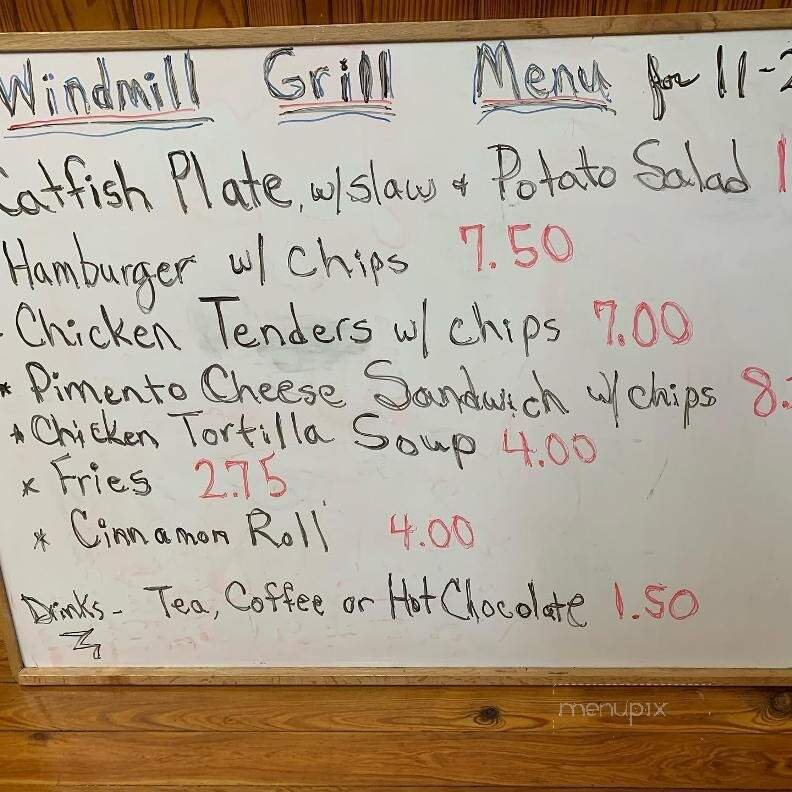 Windmill Grill Menu for 11-2
Catfish Plate, w/slaw & Potato Salad 1
Hamburger w/ chips 7.50
- Chicken Tenders w/ chips 7.00
* Pimento Cheese Sandwich w/ chips 8.
* Chicken Tortilla Soup 4.00
* Fries 2.75
* Cinnamon Roll 4.00
Drinks - Tea, Coffee or Hot Chocolate 1.50
menupix